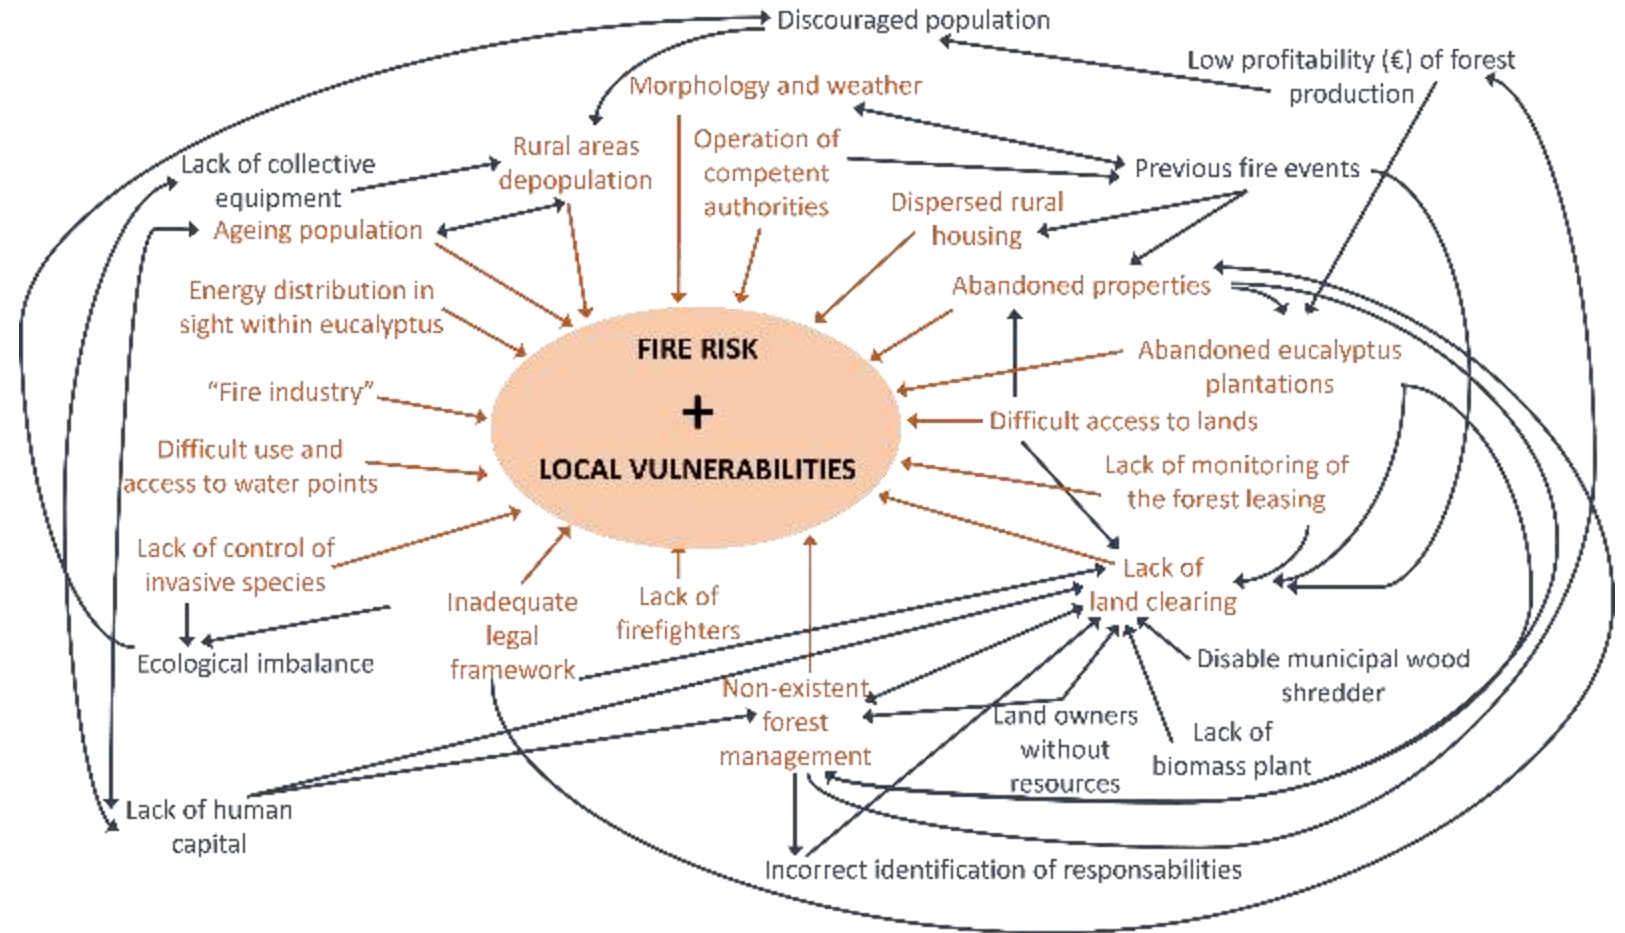 Discouraged population
Low profitability (€) of forest
production
Morphology and weather
Operation of
competent
authorities
Rural areas
depopulation
Lack of collective
equipment
Previous fire events
Dispersed rural
housing
Ageing population
Abandoned properties
Energy distribution in
sight within eucalyptus
FIRE RISK
+
LOCAL VULNERABILITIES
Abandoned eucalyptus
plantations
“Fire industry”
Difficult access to lands
Difficult use and
access to water points
Lack of monitoring of
the forest leasing
Lack of control of
invasive species
Lack of
land clearing
Inadequate
legal
framework
Lack of
firefighters
Ecological imbalance
Disable municipal wood
shredder
Non-existent
forest
management
Land owners
without
resources
Lack of
biomass plant
Lack of human
capital
Incorrect identification of responsabilities